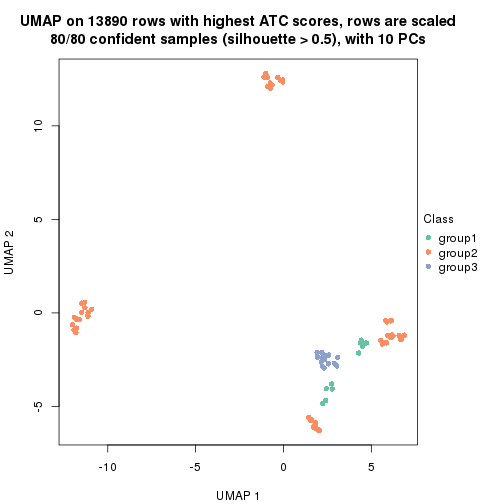 UMAP on 13890 rows with highest ATC scores, rows are scaled
80/80 confident samples (silhouette > 0.5), with 10 PCs
10
5
0
-5
UMAP 2
-10
-5
0
5
UMAP 1
Class
group1
group2
group3